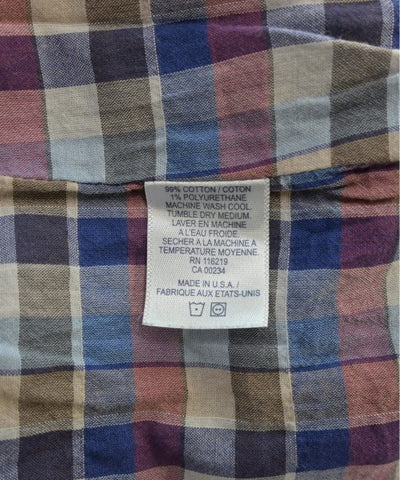 99% COTTON / COTON
1% POLYURETHANE
MACHINE WASH COOL.
TUMBLE DRY MEDIUM.
LAVER EN MACHINE
A L'EAU FROIDE.
SECHER A LA MACHINE A
TEMPERATURE MOYENNE.
RN 116219
CA 00234
MADE IN U.S.A. /
FABRIQUE AUX ETATS-UNIS